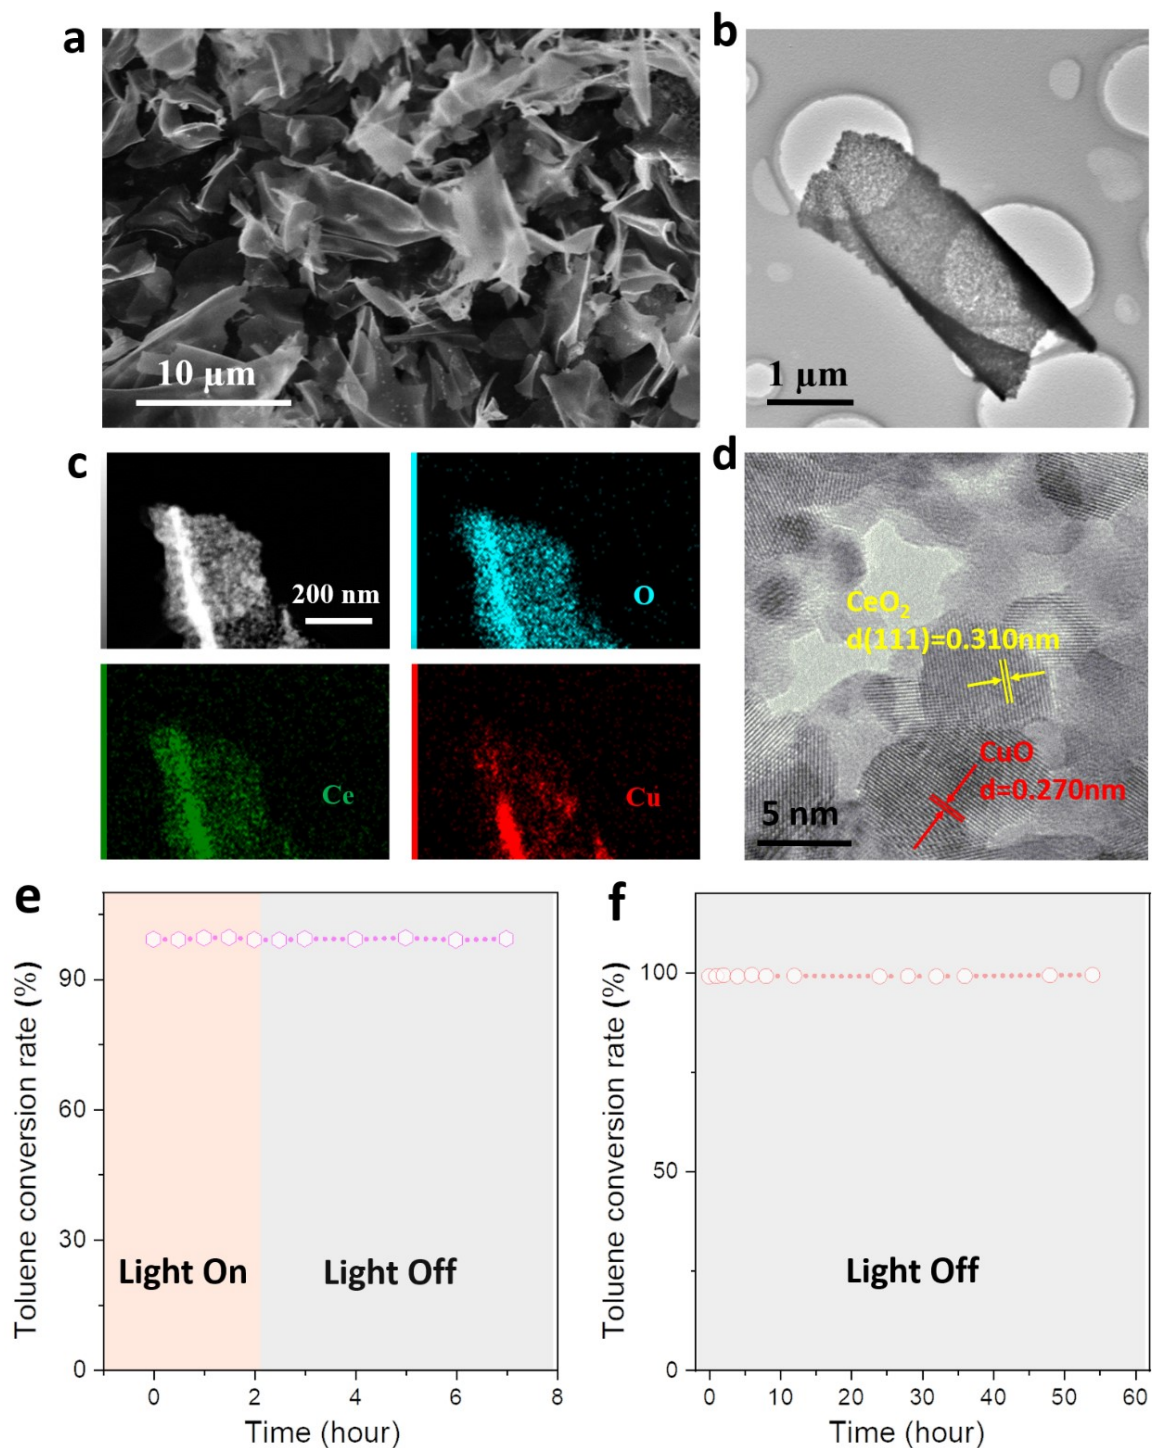 a
10 μm
b
1 μm
c
200 nm
O
Ce
Cu
d
CeO₂
d(111)=0.310nm
CuO
d=0.270nm
5 nm
e
Toluene conversion rate (%)
90
60
30
0
Light On
Light Off
0 2 4 6 8
Time (hour)
f
Toluene conversion rate (%)
100
50
0
Light Off
0 10 20 30 40 50 60
Time (hour)